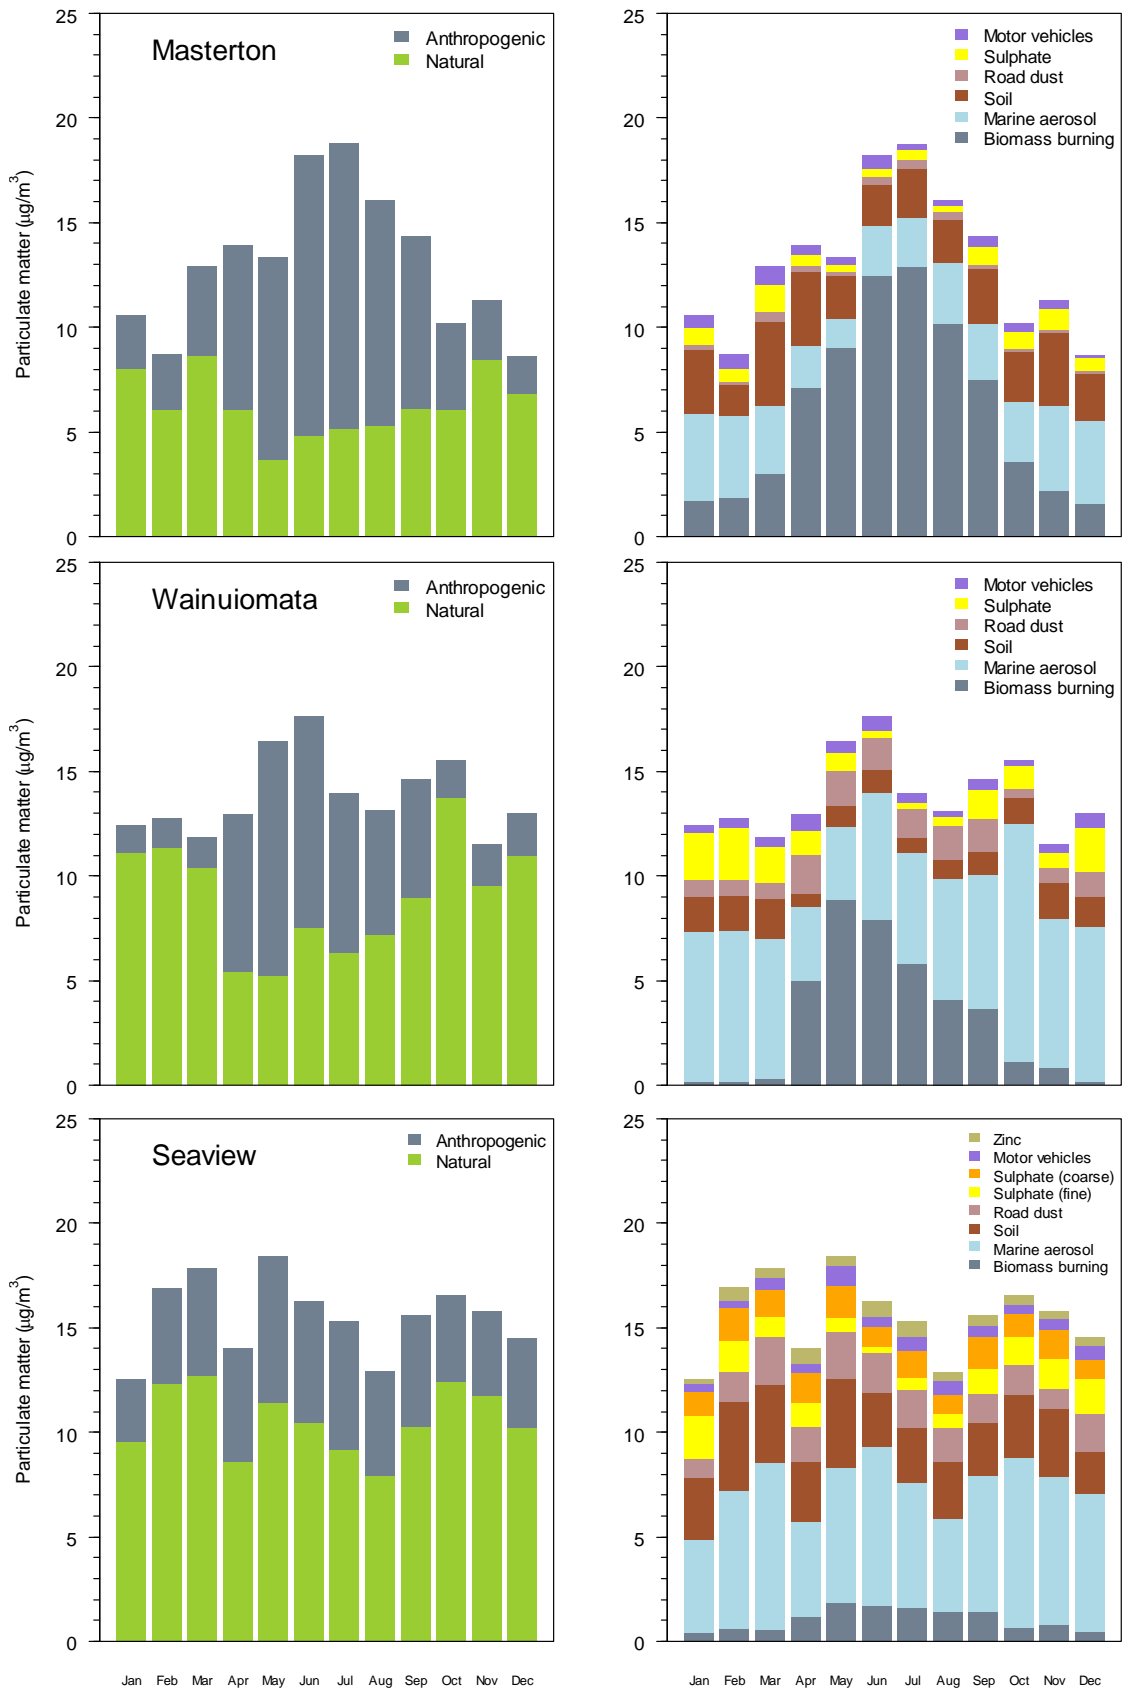 Masterton
Anthropogenic
Natural
25
20
15
10
5
0
Particulate matter (µg/m³)
Motor vehicles
Sulphate
Road dust
Soil
Marine aerosol
Biomass burning
25
20
15
10
5
0
Wainuiomata
Anthropogenic
Natural
25
20
15
10
5
0
Particulate matter (µg/m³)
Motor vehicles
Sulphate
Road dust
Soil
Marine aerosol
Biomass burning
25
20
15
10
5
0
Seaview
Anthropogenic
Natural
25
20
15
10
5
0
Particulate matter (µg/m³)
Jan Feb Mar Apr May Jun Jul Aug Sep Oct Nov Dec
Zinc
Motor vehicles
Sulphate (coarse)
Sulphate (fine)
Road dust
Soil
Marine aerosol
Biomass burning
25
20
15
10
5
0
Jan Feb Mar Apr May Jun Jul Aug Sep Oct Nov Dec